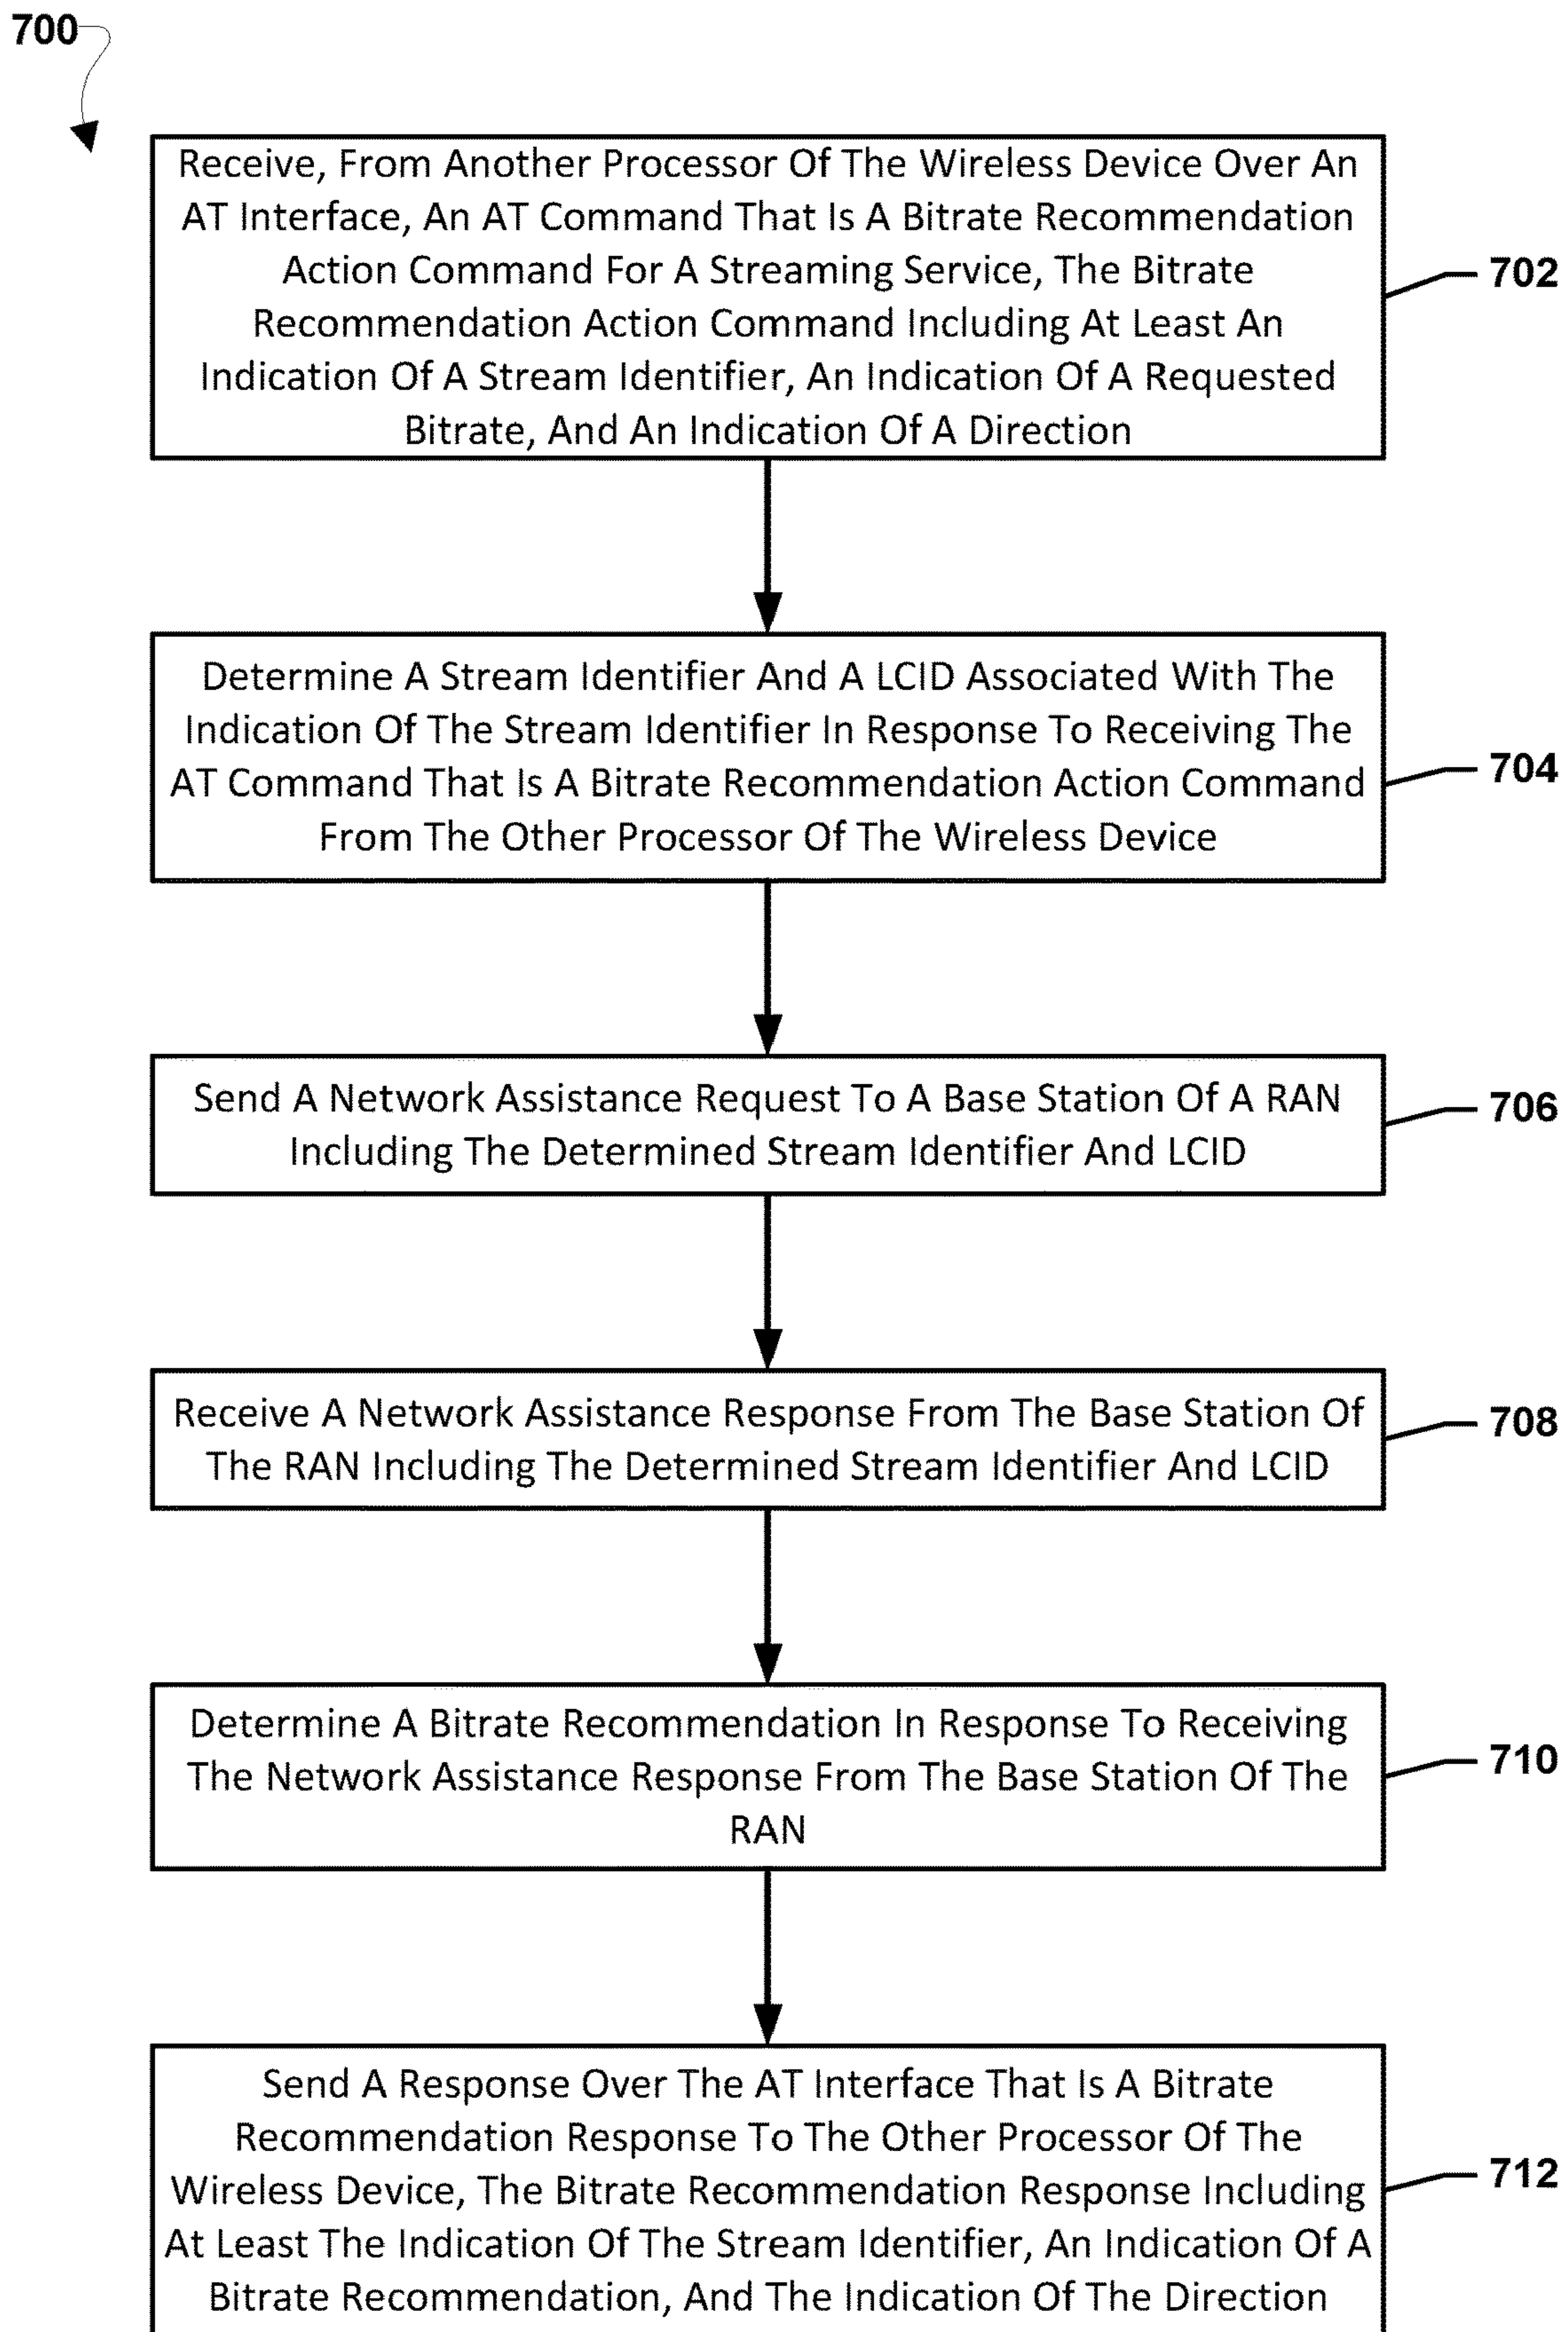 700
Receive, From Another Processor Of The Wireless Device Over An
AT Interface, An AT Command That Is A Bitrate Recommendation
Action Command For A Streaming Service, The Bitrate
Recommendation Action Command Including At Least An
Indication Of A Stream Identifier, An Indication Of A Requested
Bitrate, And An Indication Of A Direction
702
Determine A Stream Identifier And A LCID Associated With The
Indication Of The Stream Identifier In Response To Receiving The
AT Command That Is A Bitrate Recommendation Action Command
From The Other Processor Of The Wireless Device
704
Send A Network Assistance Request To A Base Station Of A RAN
Including The Determined Stream Identifier And LCID
706
Receive A Network Assistance Response From The Base Station Of
The RAN Including The Determined Stream Identifier And LCID
708
Determine A Bitrate Recommendation In Response To Receiving
The Network Assistance Response From The Base Station Of The
RAN
710
Send A Response Over The AT Interface That Is A Bitrate
Recommendation Response To The Other Processor Of The
Wireless Device, The Bitrate Recommendation Response Including
At Least The Indication Of The Stream Identifier, An Indication Of A
Bitrate Recommendation, And The Indication Of The Direction
712